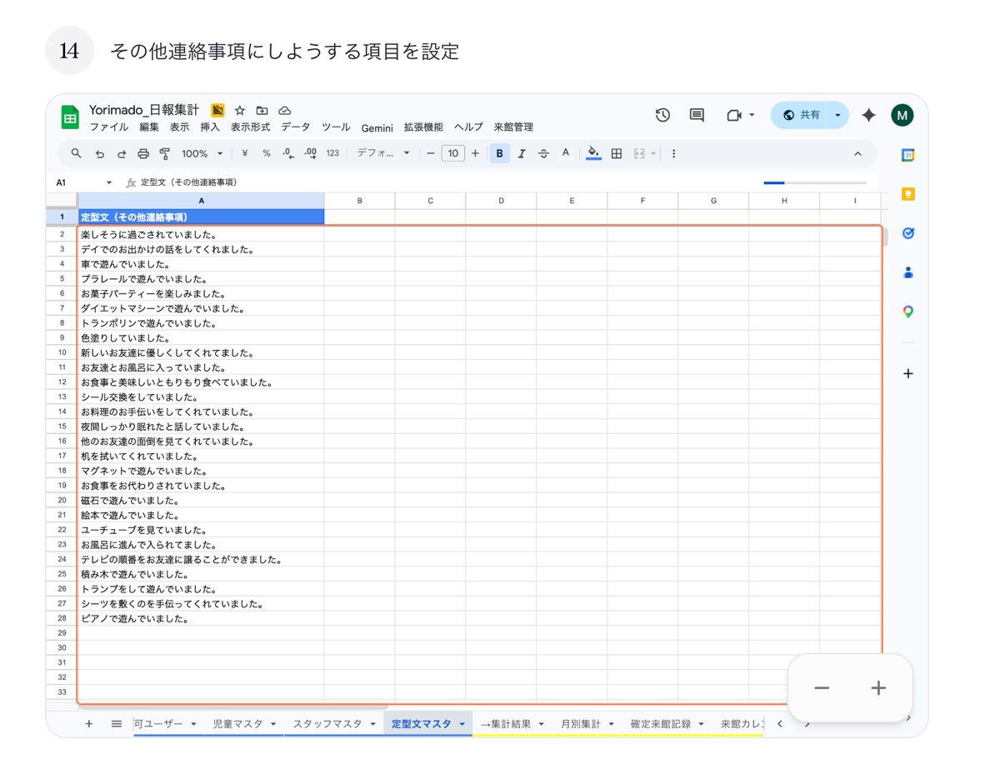 14
その他連絡事項にしようする項目を設定
Yorimado_日報集計
ファイル 編集 表示 挿入 表示形式 データ ツール Gemini 拡張機能 ヘルプ 来館管理
共有
M
100% ¥ % .0 .00 123 デフォ... 10 B I S A
31
A1 fx 定型文（その他連絡事項）
A B C D E F G H I
1 定型文（その他連絡事項）
2 楽しそうに過ごされていました。
3 デイでのお出かけの話をしてくれました。
4 車で遊んでいました。
5 プラレールで遊んでいました。
6 お菓子パーティーを楽しみました。
7 ダイエットマシーンで遊んでいました。
8 トランポリンで遊んでいました。
9 色塗りしていました。
10 新しいお友達に優しくしてくれてました。
11 お友達とお風呂に入っていました。
12 お食事と美味しいともりもり食べていました。
13 シール交換をしていました。
14 お料理のお手伝いをしてくれていました。
15 夜間しっかり眠れたと話していました。
16 他のお友達の面倒を見てくれていました。
17 机を拭いてくれていました。
18 マグネットで遊んでいました。
19 お食事をお代わりされていました。
20 磁石で遊んでいました。
21 絵本で遊んでいました。
22 ユーチューブを見ていました。
23 お風呂に進んで入られてました。
24 テレビの順番をお友達に譲ることができました。
25 積み木で遊んでいました。
26 トランプをして遊んでいました。
27 シーツを敷くのを手伝ってくれていました。
28 ピアノで遊んでいました。
29
30
31
32
33
可ユーザー 児童マスタ スタッフマスタ 定型文マスタ →集計結果 月別集計 確定来館記録 来館カレ